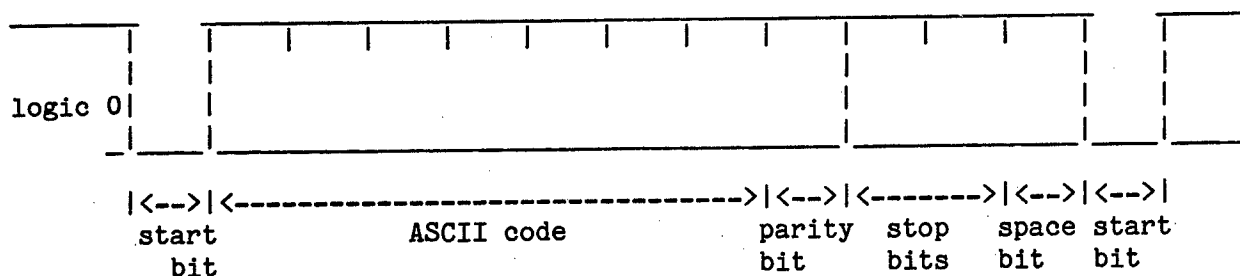 logic 0
start ASCII code parity stop space start
bit bit bits bit bit